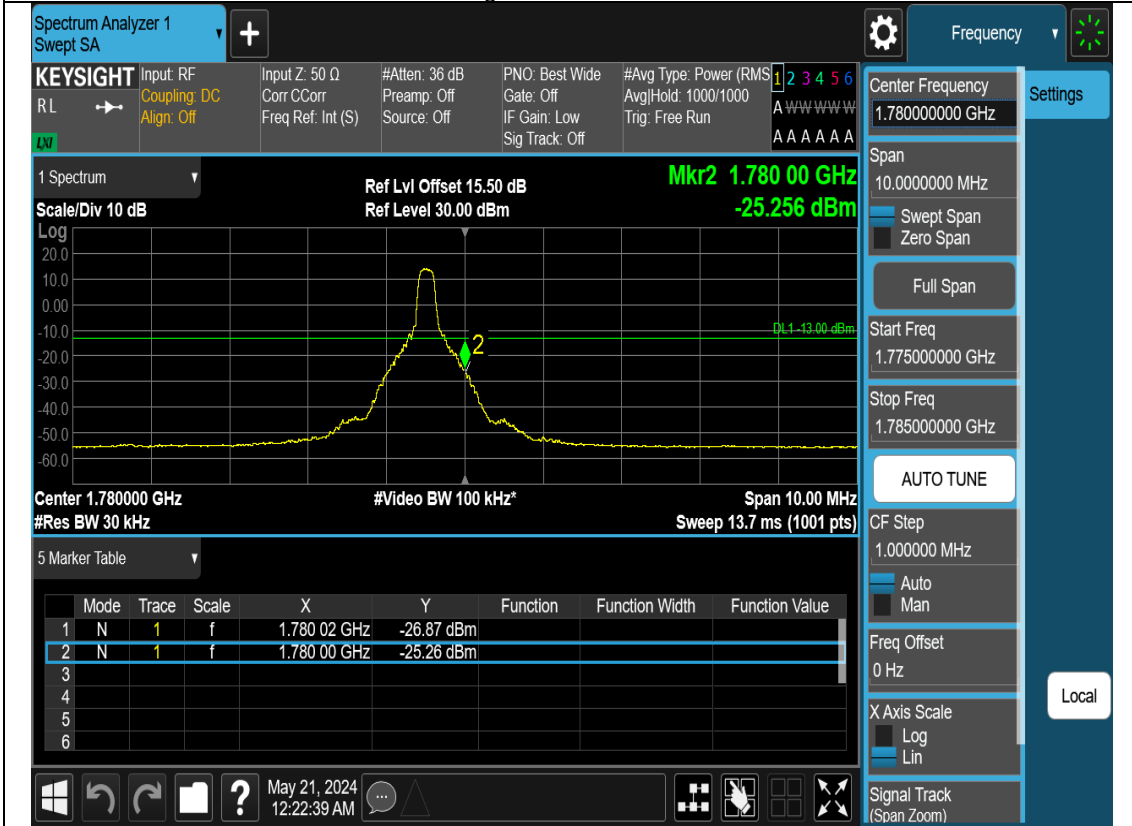 Spectrum Analyzer 1
Swept SA
+
Frequency
KEYSIGHT
RL
LXI
Input: RF
Coupling: DC
Align: Off
Input Z: 50 Ω
Corr CCorr
Freq Ref: Int (S)
#Atten: 36 dB
Preamp: Off
Source: Off
PNO: Best Wide
Gate: Off
IF Gain: Low
Sig Track: Off
#Avg Type: Power (RMS
Avg|Hold: 1000/1000
Trig: Free Run
1 2 3 4 5 6
A W W W W W
A A A A A A
1 Spectrum
Scale/Div 10 dB
Ref Lvl Offset 15.50 dB
Ref Level 30.00 dBm
Mkr2 1.780 00 GHz
-25.256 dBm
Log
20.0
10.0
0.00
-10.0
-20.0
-30.0
-40.0
-50.0
-60.0
DL1 -13.00 dBm
2
Center 1.780000 GHz
#Video BW 100 kHz*
Span 10.00 MHz
#Res BW 30 kHz
Sweep 13.7 ms (1001 pts)
5 Marker Table
Mode Trace Scale X Y Function Function Width Function Value
1 N 1 f 1.780 02 GHz -26.87 dBm
2 N 1 f 1.780 00 GHz -25.26 dBm
3
4
5
6
?
May 21, 2024
12:22:39 AM
Settings
Center Frequency
1.780000000 GHz
Span
10.0000000 MHz
Swept Span
Zero Span
Full Span
Start Freq
1.775000000 GHz
Stop Freq
1.785000000 GHz
AUTO TUNE
CF Step
1.000000 MHz
Auto
Man
Freq Offset
0 Hz
X Axis Scale
Log
Lin
Signal Track
(Span Zoom)
Local